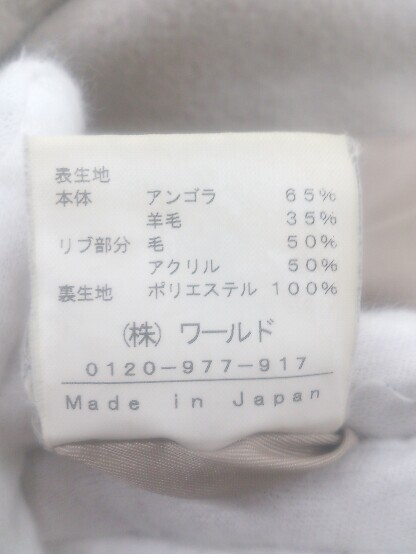 表生地
本体 アンゴラ 65%
羊毛 35%
リブ部分 毛 50%
アクリル 50%
裏生地 ポリエステル 100%
(株)ワールド
0120-977-917
Made in Japan